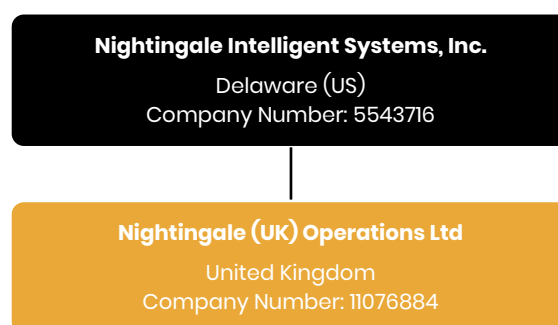 Nightingale Intelligent Systems, Inc.
Delaware (US)
Company Number: 5543716
Nightingale (UK) Operations Ltd
United Kingdom
Company Number: 11076884